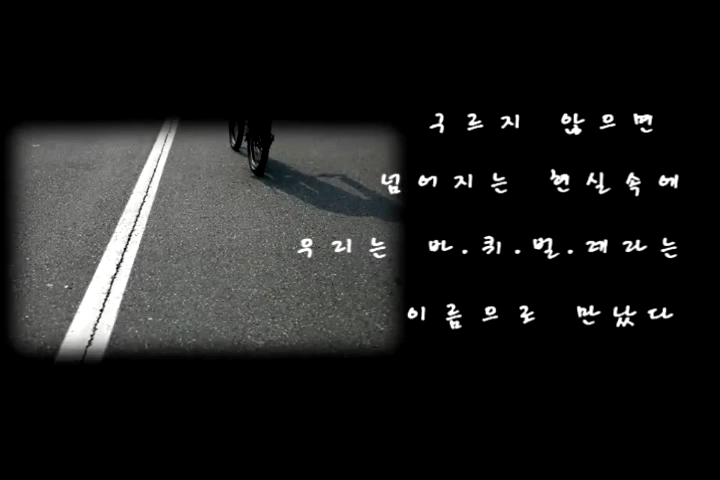 구르지 않으면
넘어지는 현실속에
우리는 바.퀴.벌.레라는
이름으로 만났다